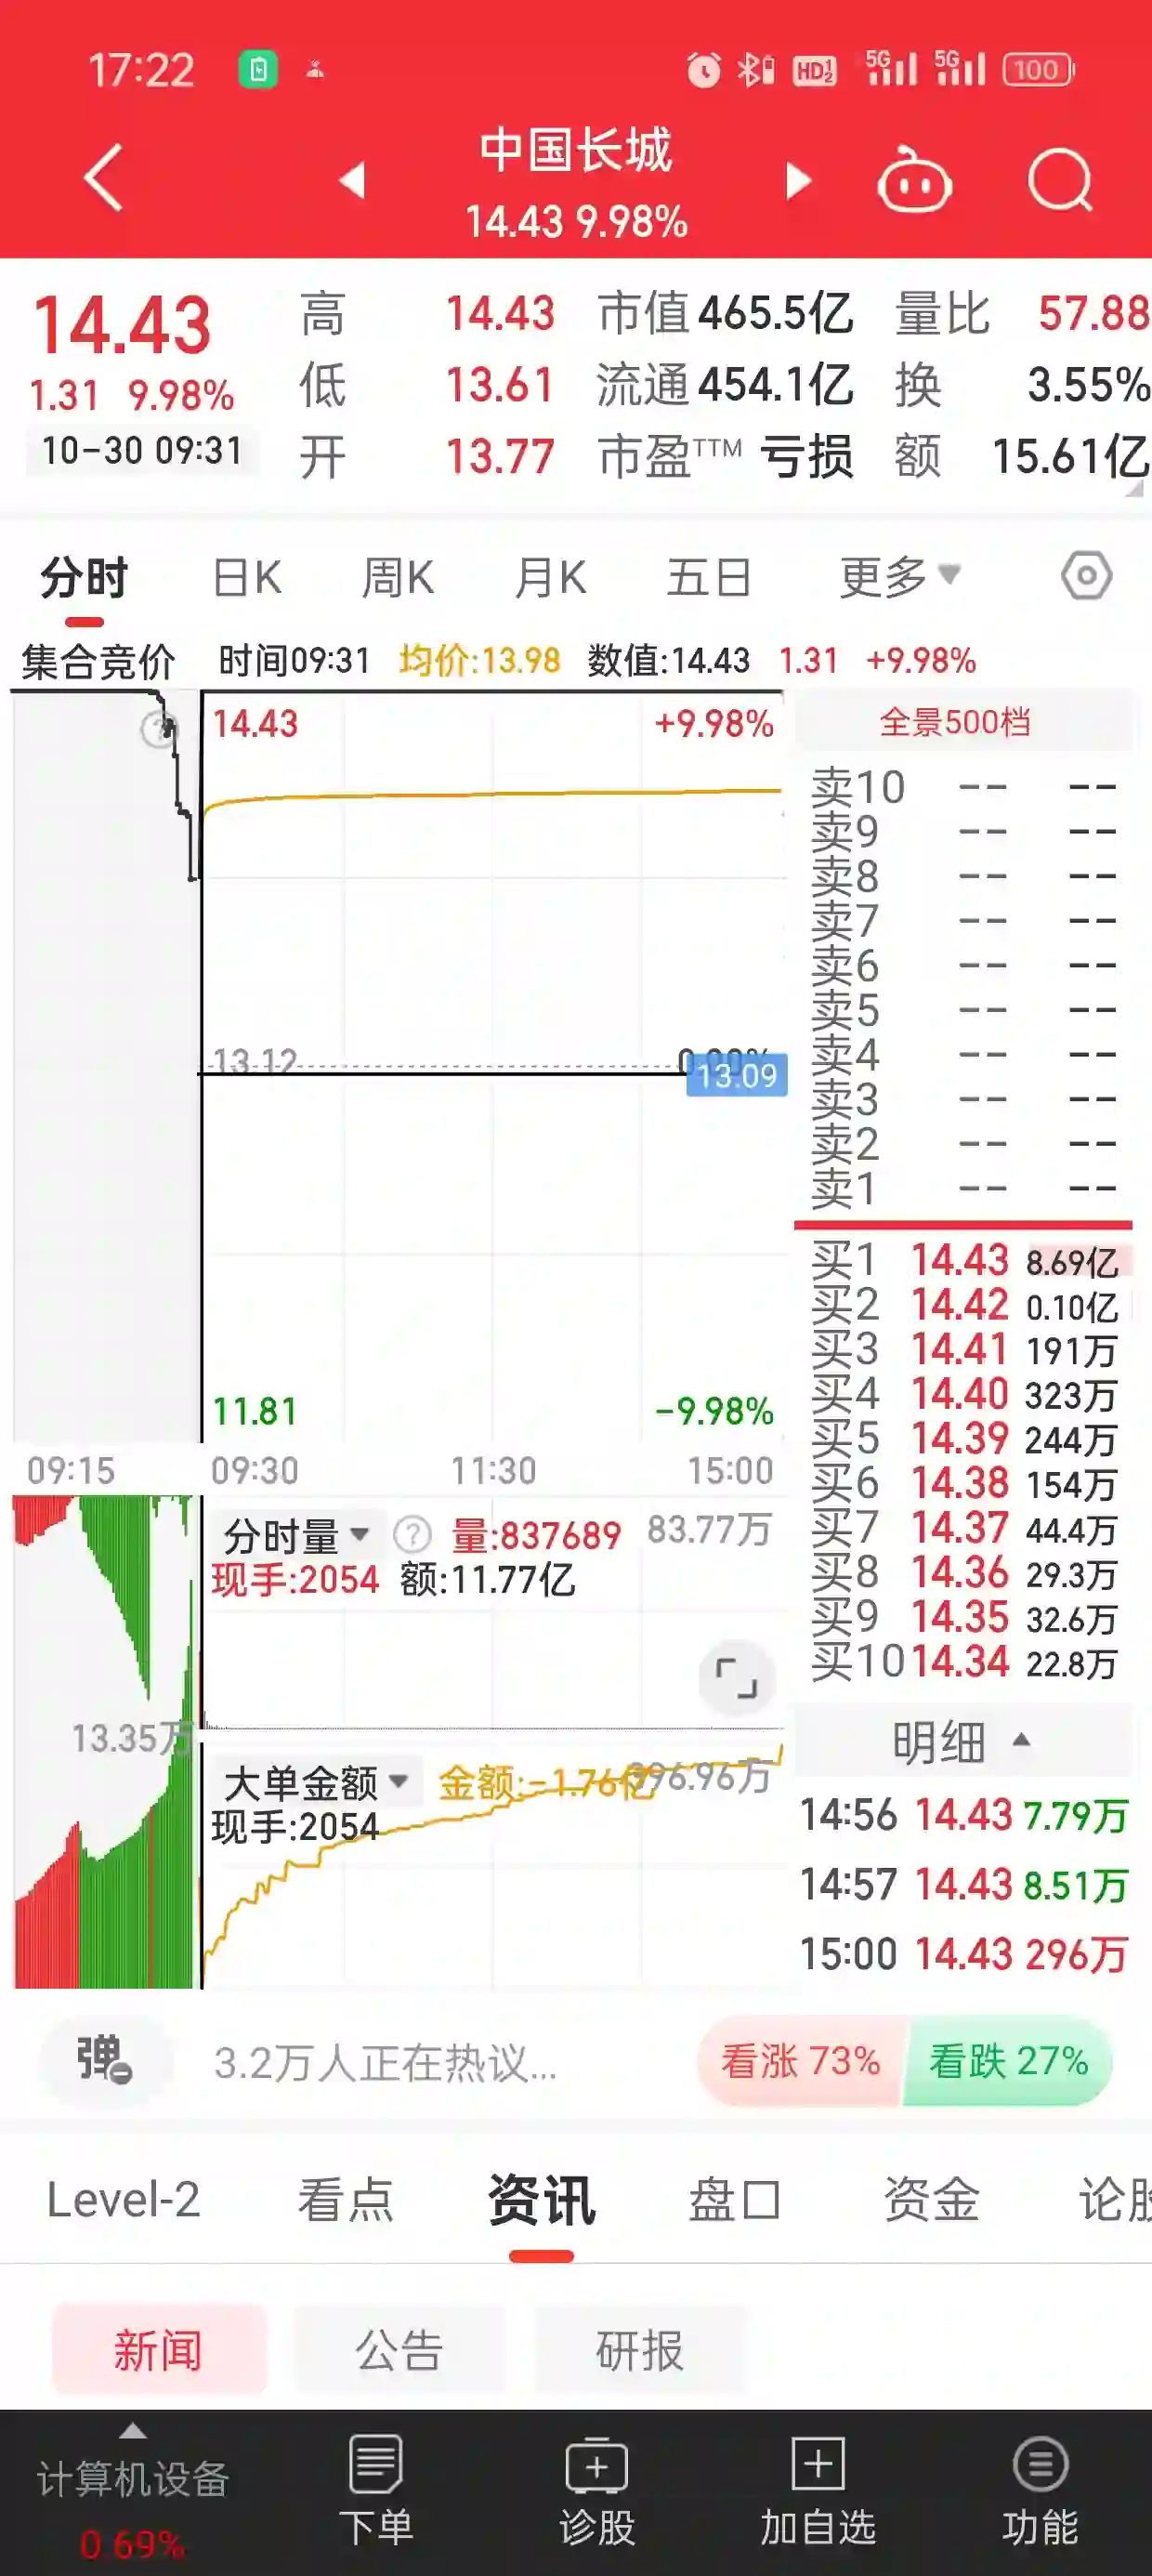 17:22 HD 1 2 5G 5G 100
中国长城
14.43 9.98%
14.43
1.31 9.98%
10-30 09:31
高 14.43 市值 465.5亿 量比 57.88
低 13.61 流通 454.1亿 换 3.55%
开 13.77 市盈TTM 亏损 额 15.61亿
分时 日K 周K 月K 五日 更多
集合竞价 时间09:31 均价:13.98 数值:14.43 1.31 +9.98%
14.43 +9.98%
13.12
13.09
11.81 -9.98%
09:15 09:30 11:30 15:00
全景500档
卖10 -- --
卖9 -- --
卖8 -- --
卖7 -- --
卖6 -- --
卖5 -- --
卖4 -- --
卖3 -- --
卖2 -- --
卖1 -- --
买1 14.43 8.69亿
买2 14.42 0.10亿
买3 14.41 191万
买4 14.40 323万
买5 14.39 244万
买6 14.38 154万
买7 14.37 44.4万
买8 14.36 29.3万
买9 14.35 32.6万
买10 14.34 22.8万
分时量 ? 量:837689 83.77万
现手:2054 额:11.77亿
13.35万
大单金额 金额:-1.76亿 96.96万
现手:2054
明细
14:56 14.43 7.79万
14:57 14.43 8.51万
15:00 14.43 296万
弹 3.2万人正在热议... 看涨 73% 看跌 27%
Level-2 看点 资讯 盘口 资金 论股
新闻 公告 研报
计算机设备
0.69%
下单 诊股 加自选 功能